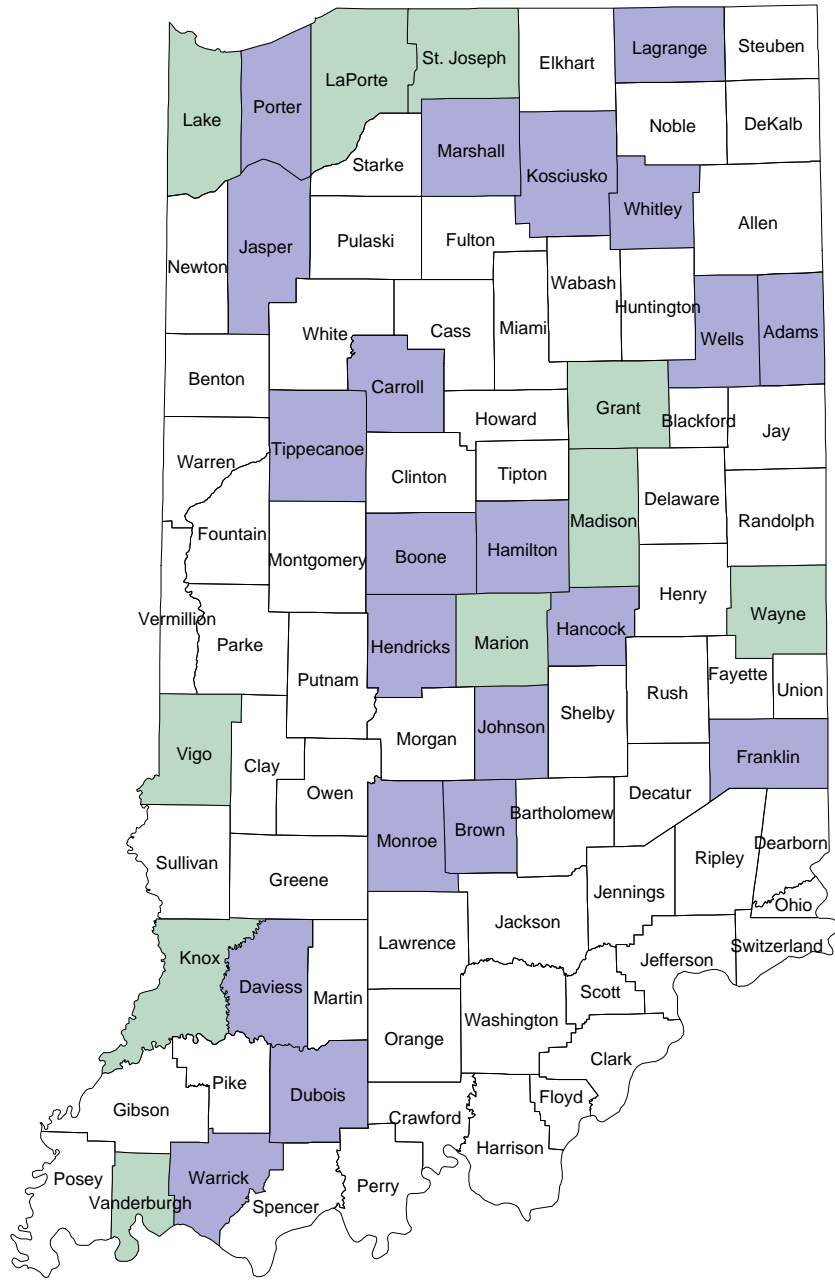 Lagrange
Steuben
St. Joseph
Elkhart
LaPorte
Porter
Lake
Noble
DeKalb
Marshall
Starke
Kosciusko
Whitley
Allen
Jasper
Pulaski
Fulton
Newton
Wabash
Huntington
White
Cass
Miami
Wells
Adams
Benton
Carroll
Grant
Howard
Blackford
Jay
Tippecanoe
Warren
Clinton
Tipton
Delaware
Madison
Randolph
Fountain
Montgomery
Boone
Hamilton
Henry
Wayne
Vermillion
Parke
Hendricks
Marion
Hancock
Putnam
Fayette
Union
Rush
Shelby
Johnson
Morgan
Vigo
Clay
Franklin
Owen
Decatur
Bartholomew
Brown
Monroe
Dearborn
Ripley
Sullivan
Greene
Jennings
Ohio
Jackson
Lawrence
Switzerland
Knox
Jefferson
Daviess
Martin
Scott
Washington
Orange
Clark
Pike
Dubois
Floyd
Gibson
Crawford
Harrison
Posey
Warrick
Perry
Vanderburgh
Spencer